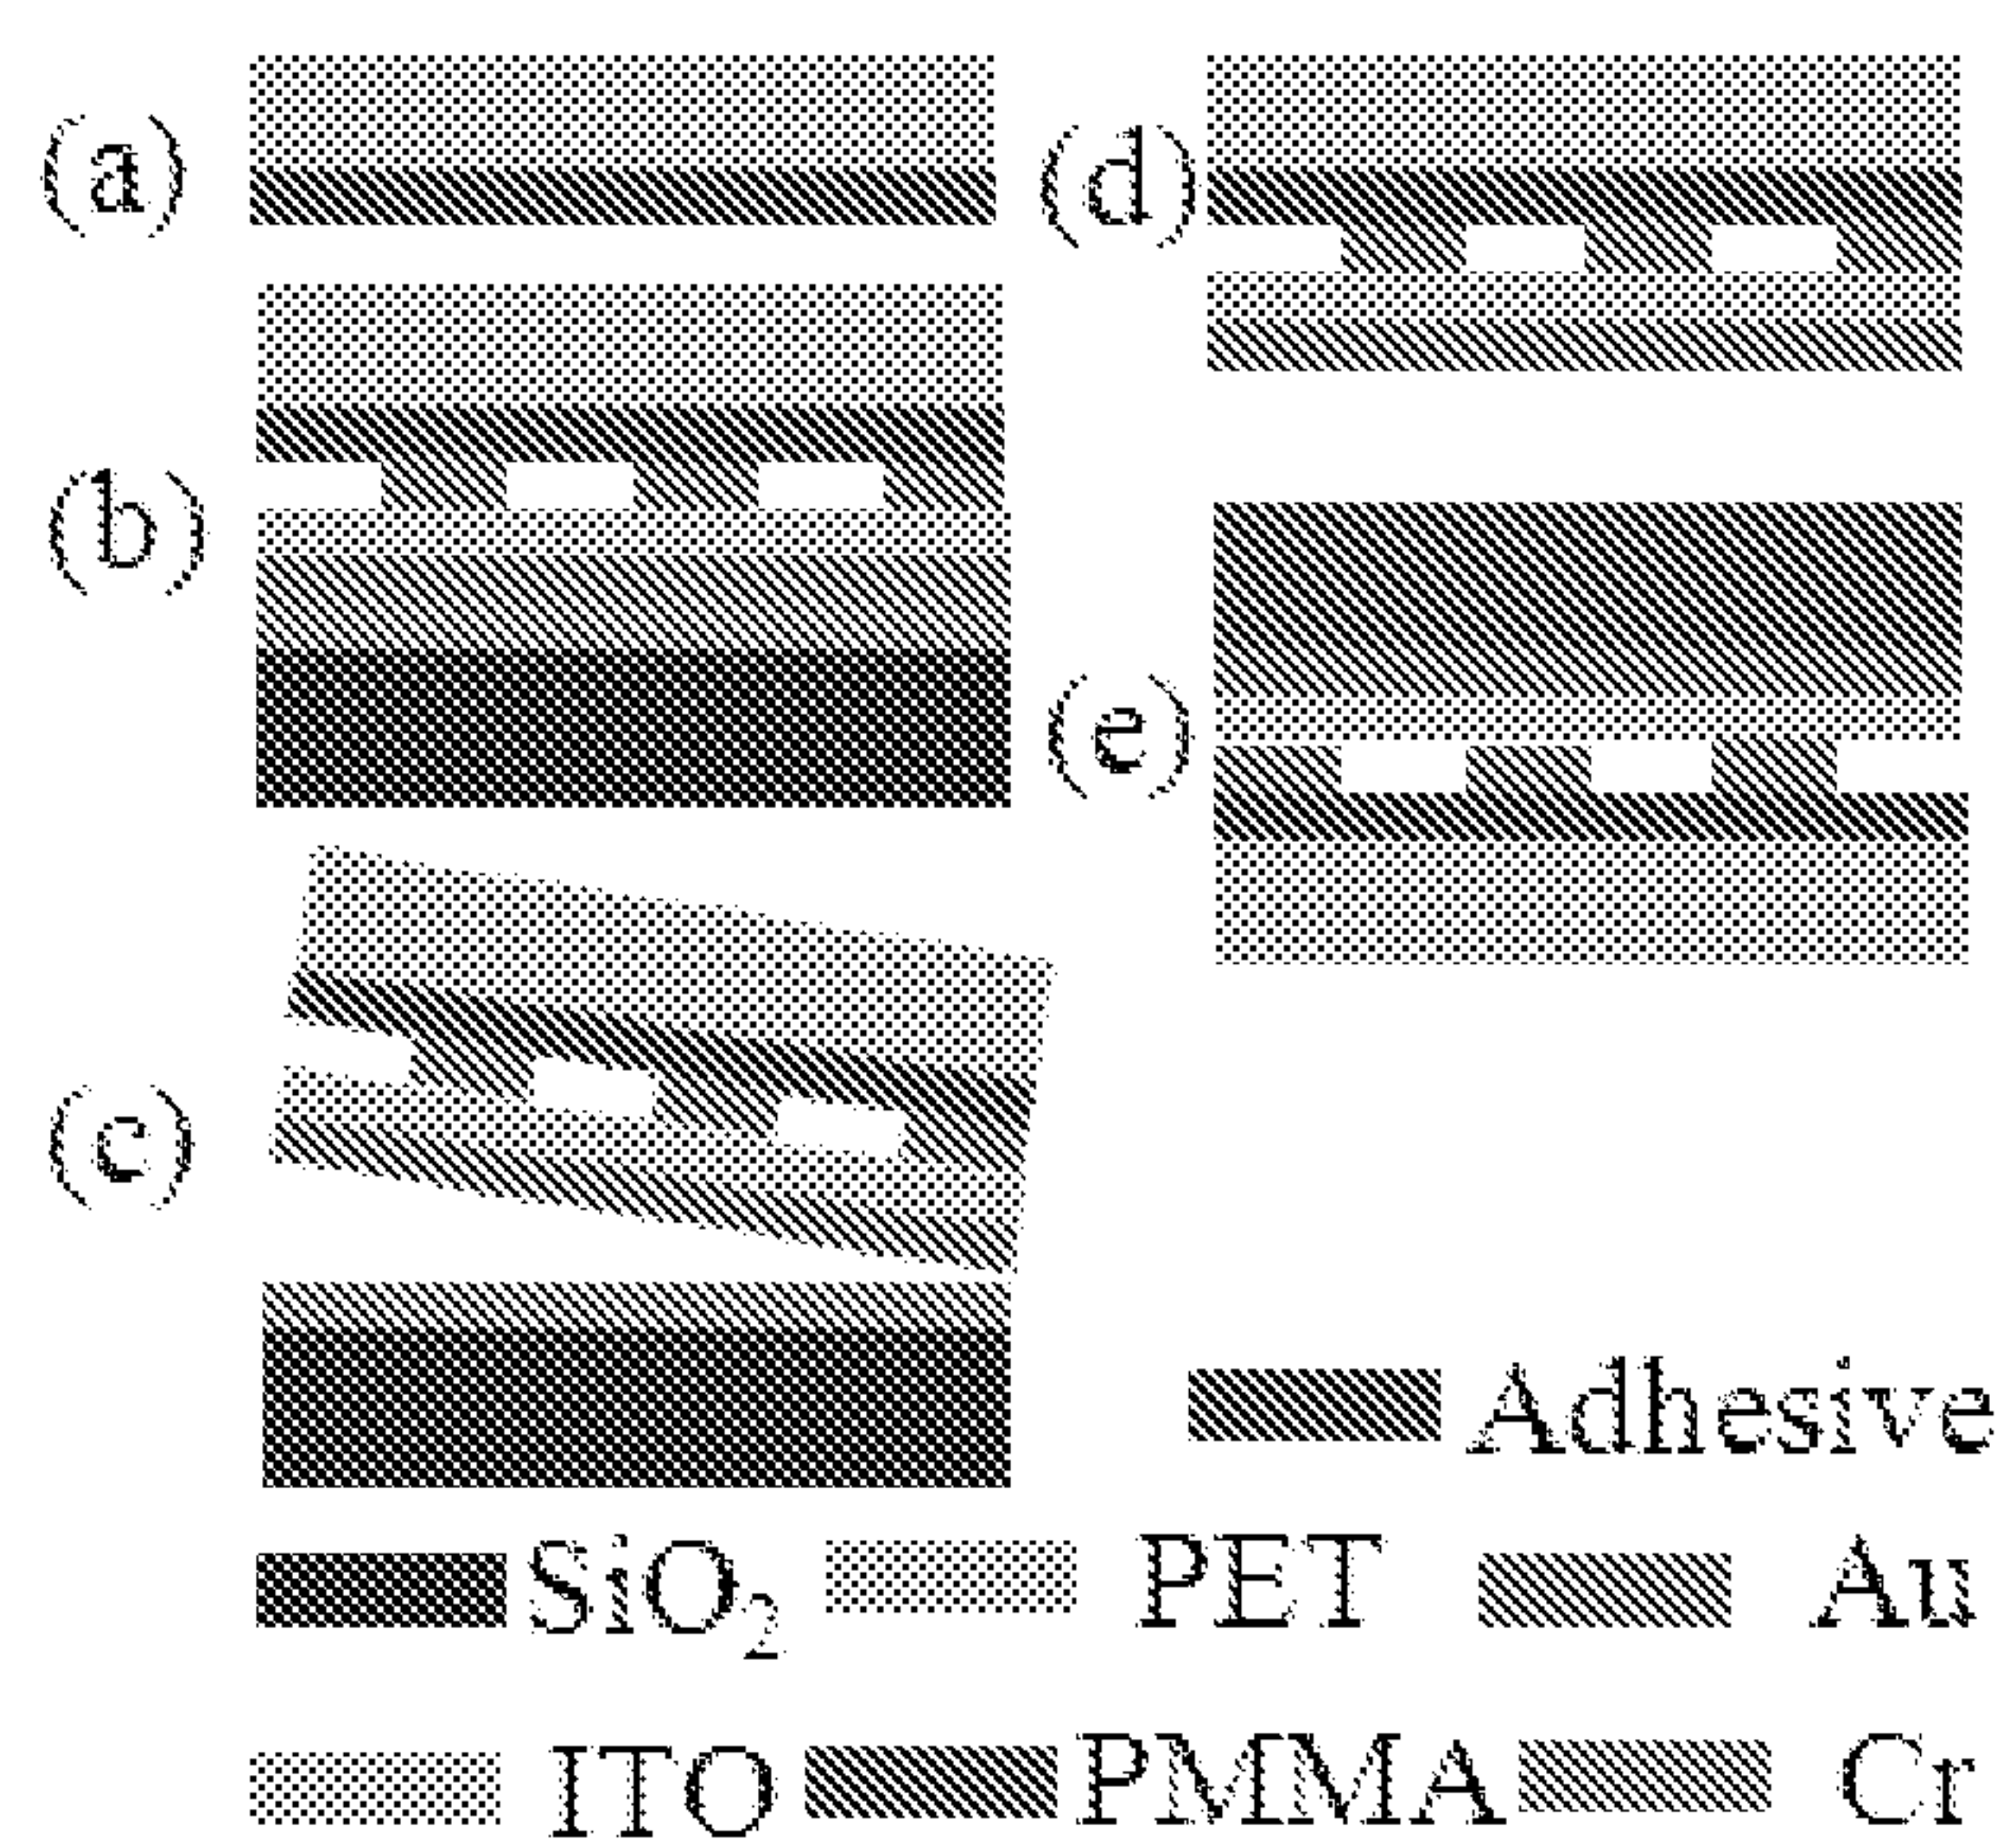 (a)
(d)
(b)
(e)
(c)
Adhesive
SiO₂ PET Au
ITO PMMA Cr